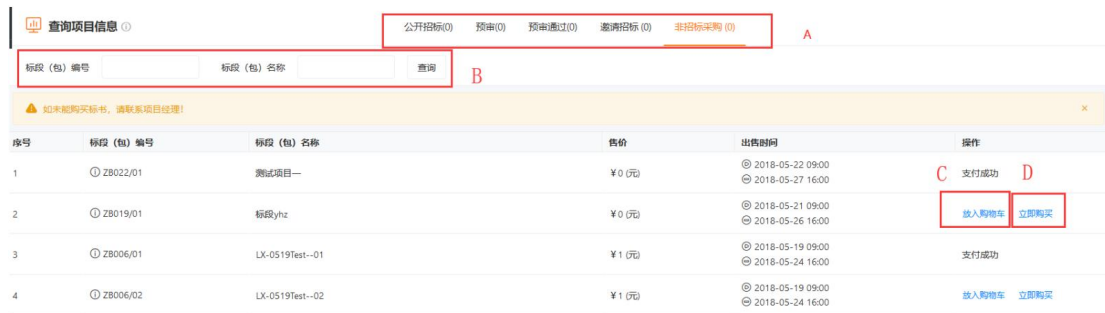 查询项目信息 公开招标(0) 预审(0) 预审通过(0) 邀请招标 (0) 非招标采购 (0) A
标段（包）编号 标段（包）名称 查询 B
如未能购买标书，请联系项目经理! ×
序号 标段（包）编号 标段（包）名称 售价 出售时间 操作
1 ZB022/01 测试项目一 ¥ 0 (元) 2018-05-22 09:00 C 支付成功 D
2018-05-27 16:00
2 ZB019/01 标段yhz ¥ 0 (元) 2018-05-21 09:00 放入购物车 立即购买
2018-05-26 16:00
3 ZB006/01 LX-0519Test--01 ¥ 1 (元) 2018-05-19 09:00 支付成功
2018-05-24 16:00
4 ZB006/02 LX-0519Test--02 ¥ 1 (元) 2018-05-19 09:00 放入购物车 立即购买
2018-05-24 16:00